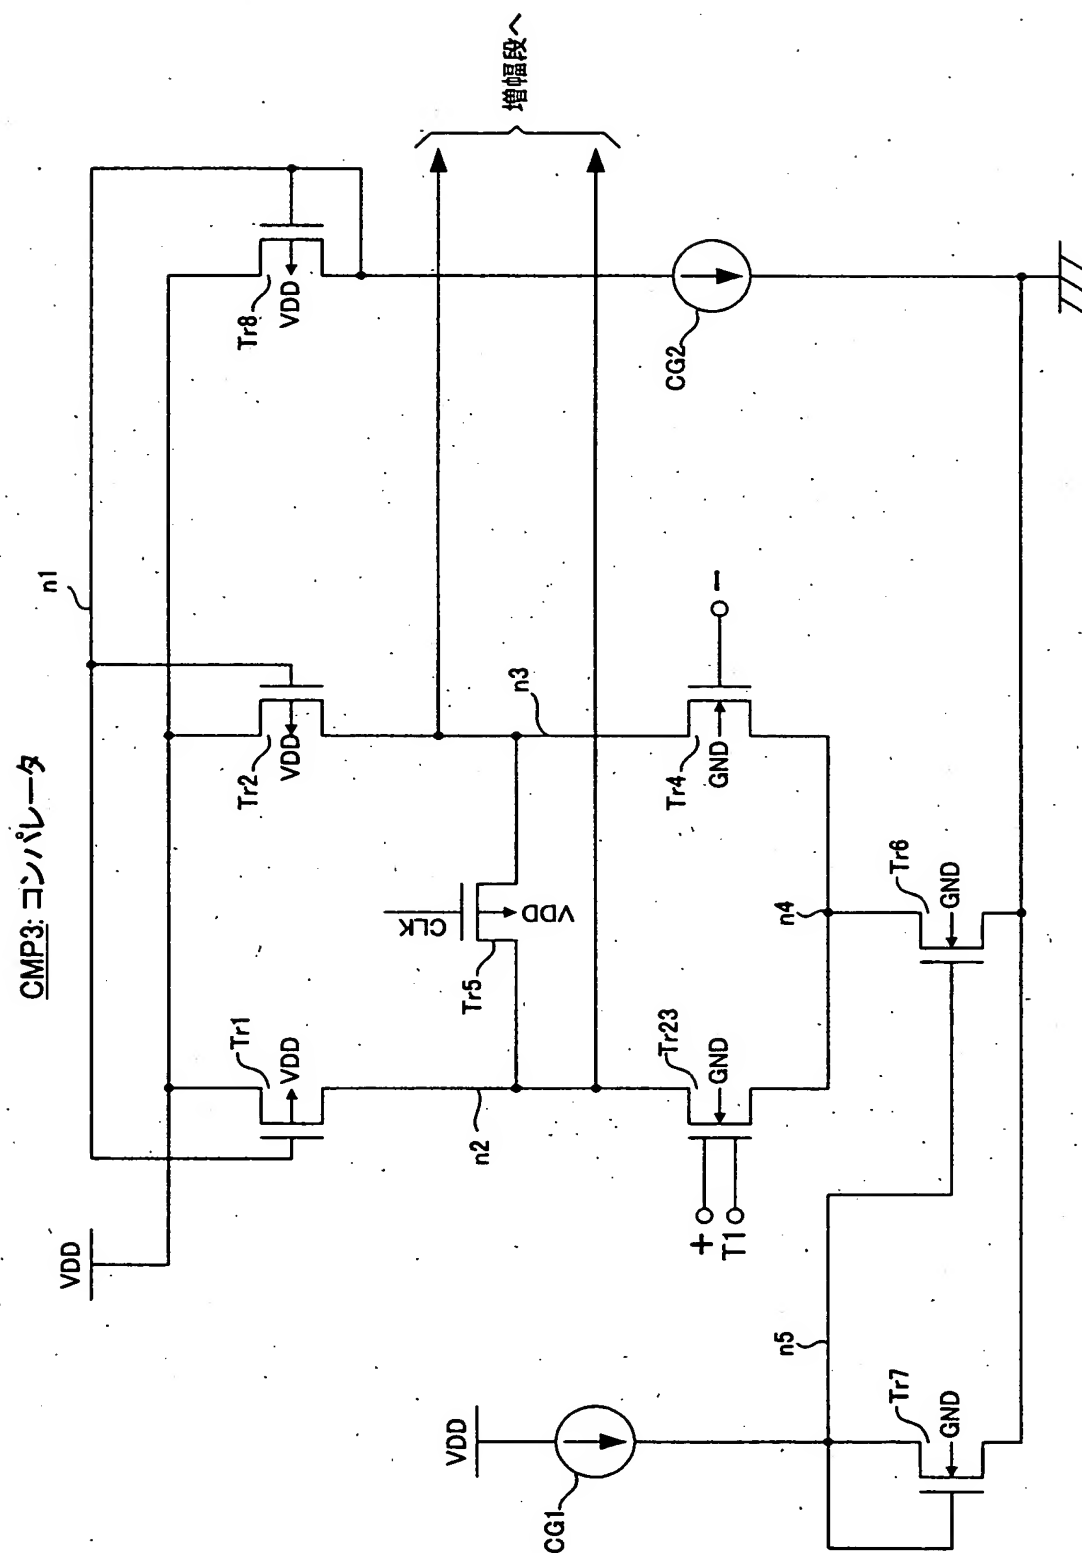 CMP3: コンパレータ
VDD
n1
Tr1
VDD
Tr2
VDD
Tr8
VDD
CLK
VDD
Tr5
増幅段へ
n2
n3
VDD
CG1
+
T1
Tr23
GND
Tr4
GND
−
CG2
n5
n4
Tr7
GND
Tr6
GND